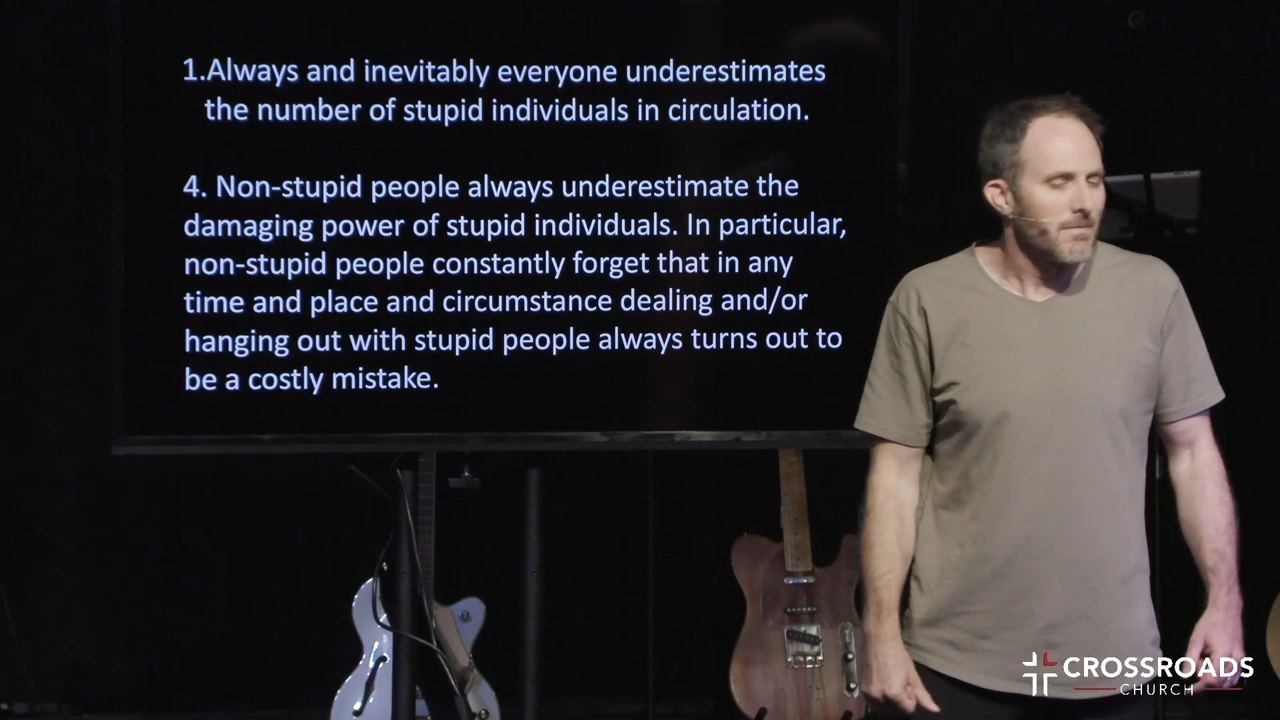 1.Always and inevitably everyone underestimates
the number of stupid individuals in circulation.
4. Non-stupid people always underestimate the
damaging power of stupid individuals. In particular,
non-stupid people constantly forget that in any
time and place and circumstance dealing and/or
hanging out with stupid people always turns out to
be a costly mistake.
CROSSROADS
CHURCH